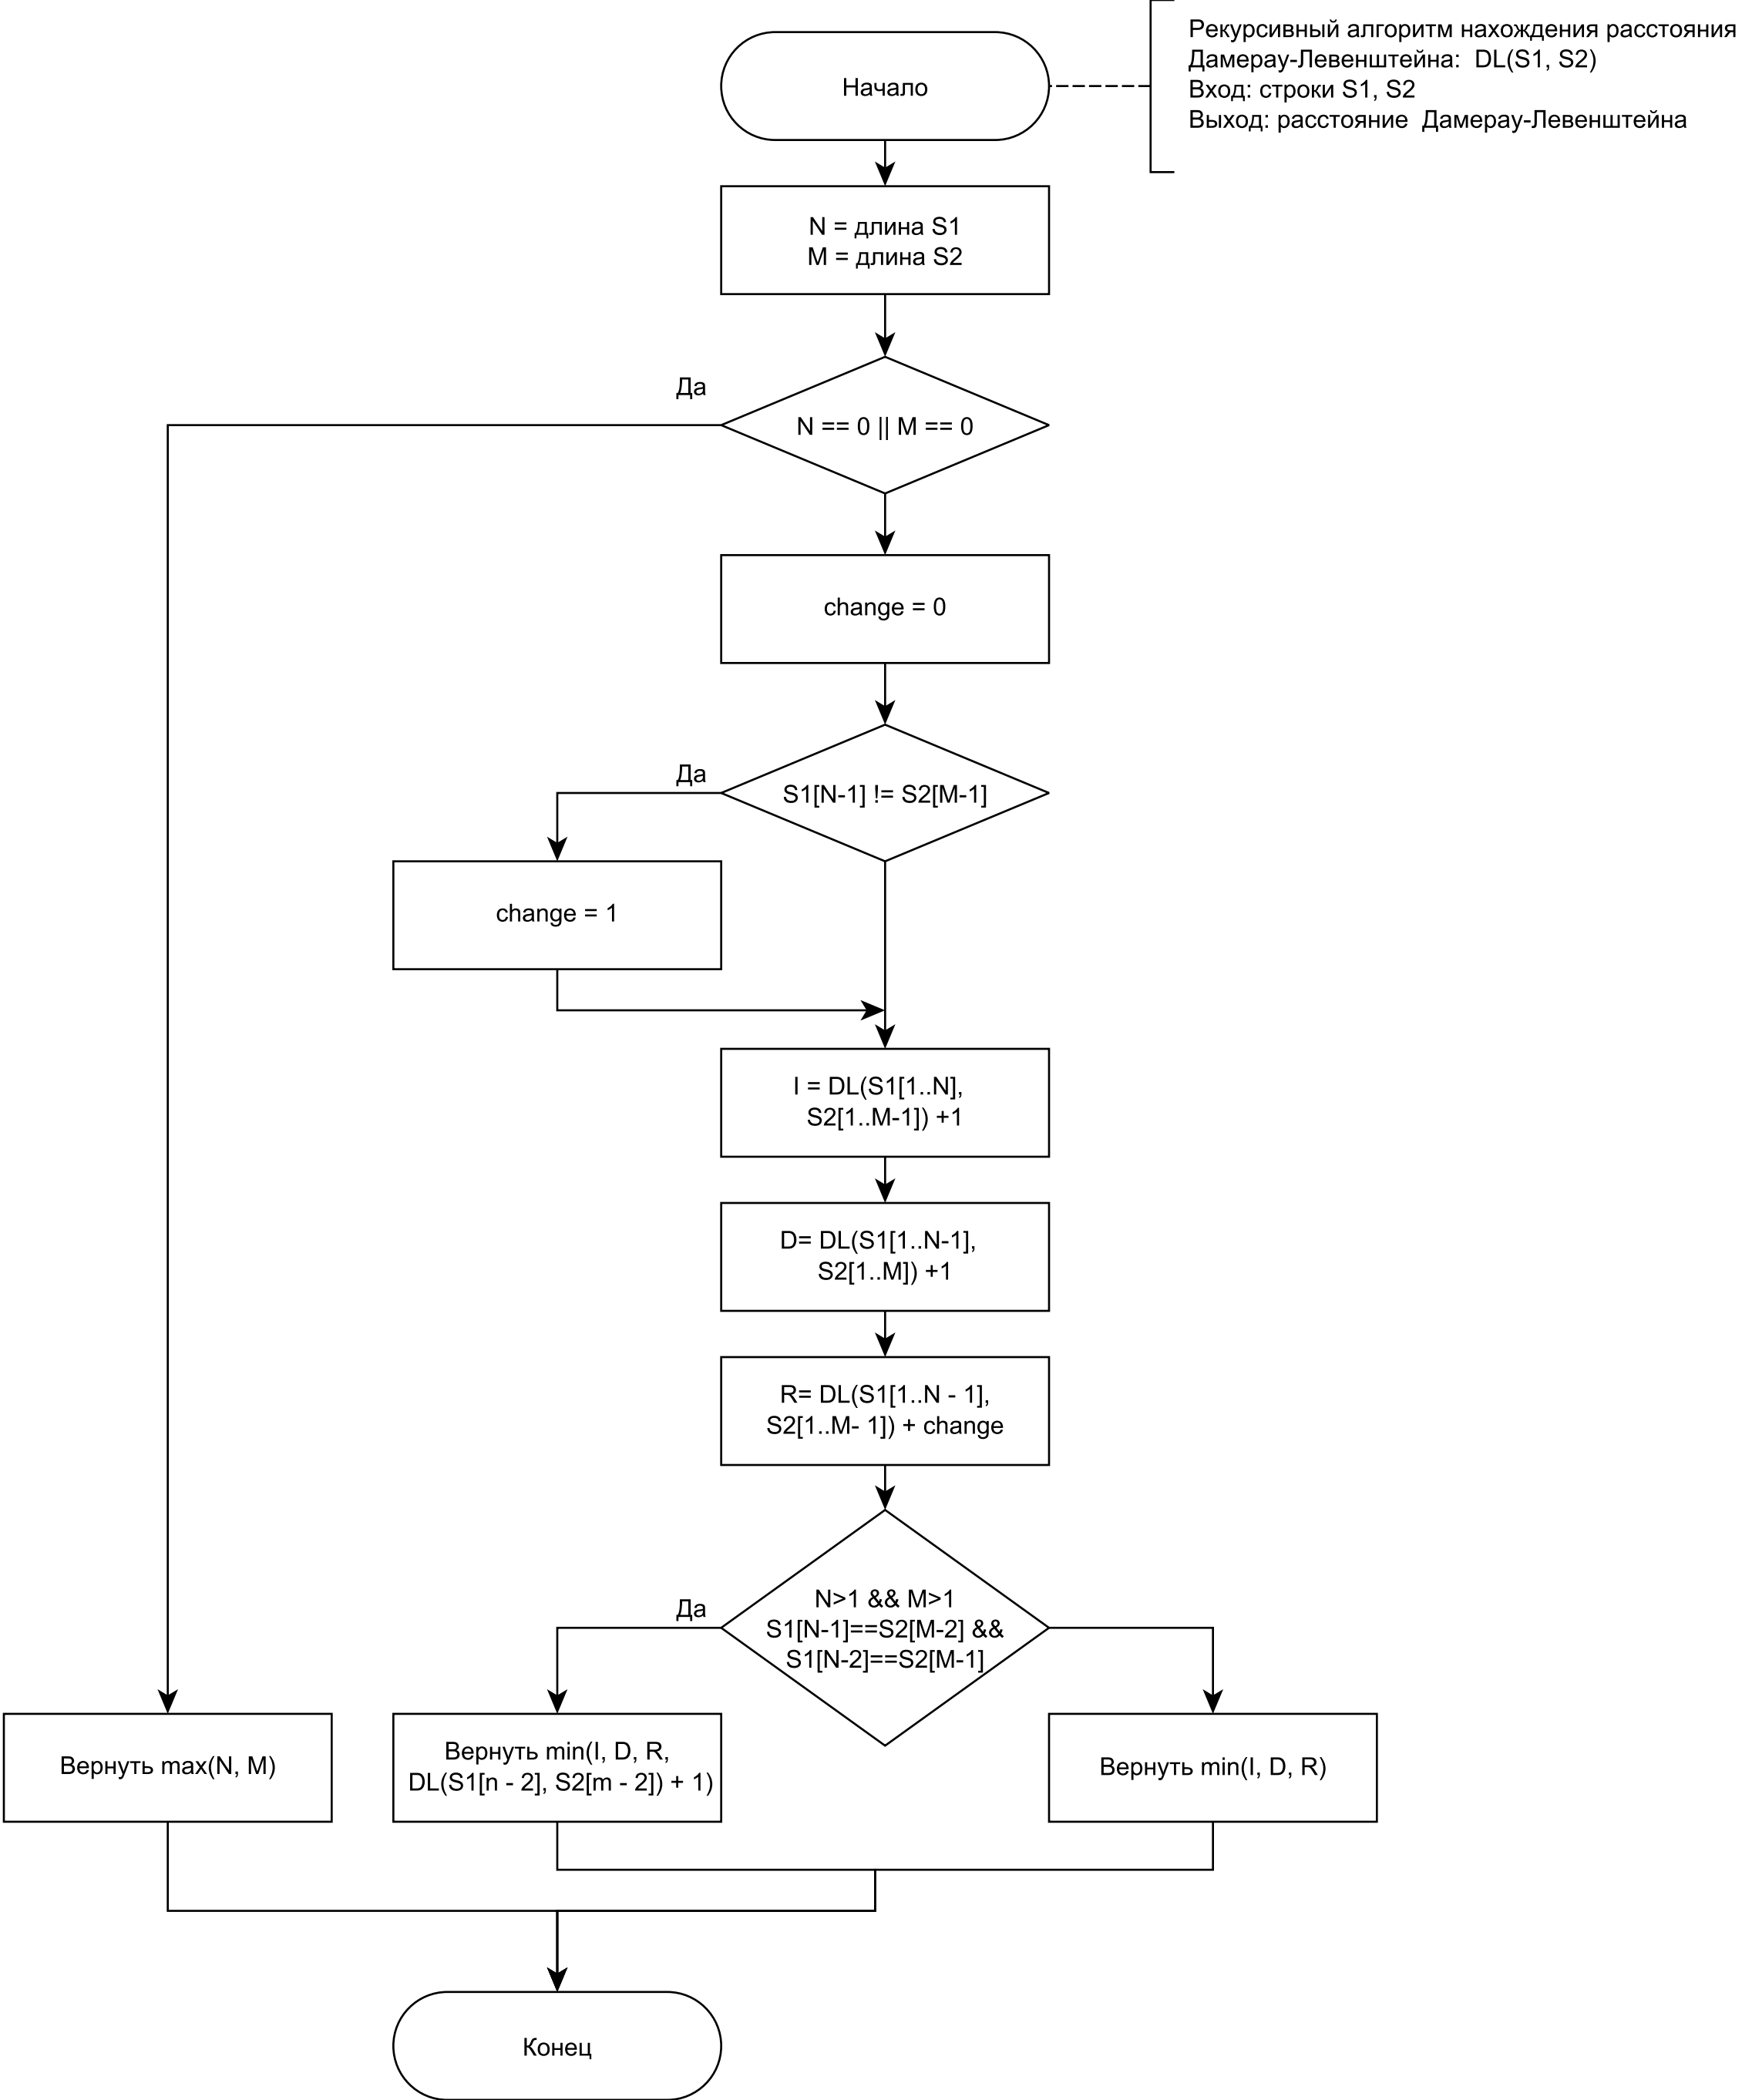 Рекурсивный алгоритм нахождения расстояния
Дамерау-Левенштейна:  DL(S1, S2)
Вход: строки S1, S2
Выход: расстояние  Дамерау-Левенштейна
Начало
N = длина S1
M = длина S2
Да
N == 0 || M == 0
change = 0
Да
S1[N-1] != S2[M-1]
change = 1
I = DL(S1[1..N],
S2[1..M-1]) +1
D= DL(S1[1..N-1],
S2[1..M]) +1
R= DL(S1[1..N - 1],
S2[1..M- 1]) + change
Да
N>1 && M>1
S1[N-1]==S2[M-2] &&
S1[N-2]==S2[M-1]
Вернуть max(N, M)
Вернуть min(I, D, R,
DL(S1[n - 2], S2[m - 2]) + 1)
Вернуть min(I, D, R)
Конец